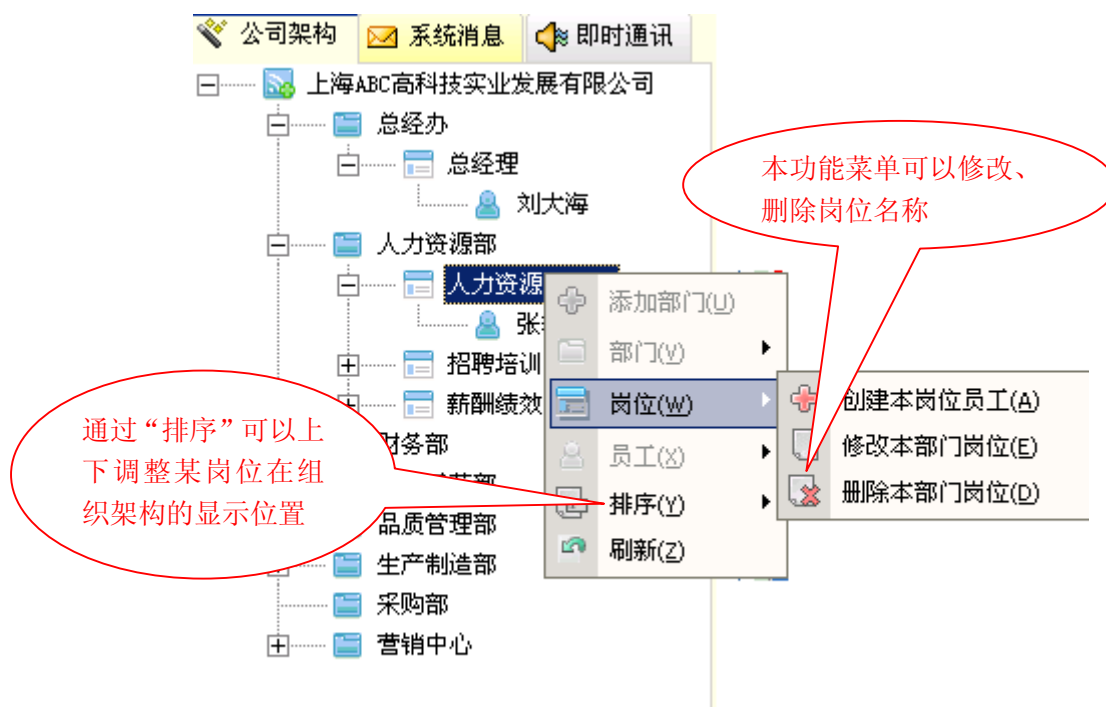 公司架构 系统消息 即时通讯
上海ABC高科技实业发展有限公司
总经办
总经理
刘大海
人力资源部
人力资源
招聘培训
薪酬绩效
财务部
品质管理部
生产制造部
采购部
营销中心
添加部门(U)
部门(V)
岗位(W)
员工(X)
排序(Y)
刷新(Z)
创建本岗位员工(A)
修改本部门岗位(E)
删除本部门岗位(D)
本功能菜单可以修改、
删除岗位名称
通过“排序”可以上
下调整某岗位在组
织架构的显示位置